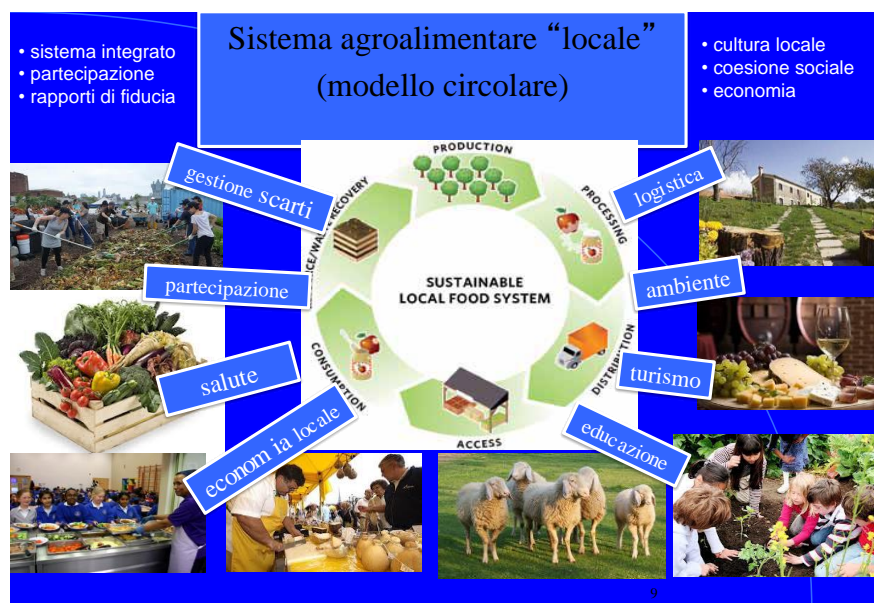 • sistema integrato
• partecipazione
• rapporti di fiducia
Sistema agroalimentare “locale”
(modello circolare)
• cultura locale
• coesione sociale
• economia
PRODUCTION
PROCESSING
DISTRIBUTION
ACCESS
CONSUMPTION
RECOVERY
SUSTAINABLE
LOCAL FOOD SYSTEM
gestione scarti
partecipazione
salute
econom ia locale
logistica
ambiente
turismo
educazione
9